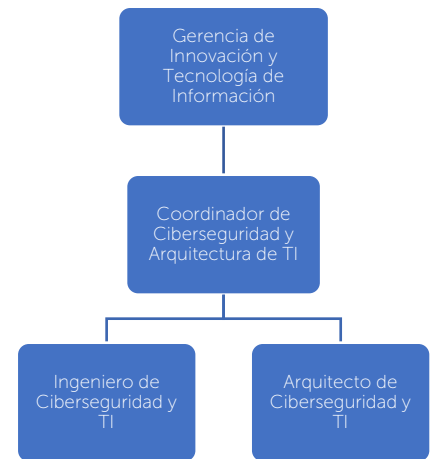 Gerencia de
Innovación y
Tecnología de
Información
Coordinador de
Ciberseguridad y
Arquitectura de TI
Ingeniero de
Ciberseguridad y
TI
Arquitecto de
Ciberseguridad y
TI